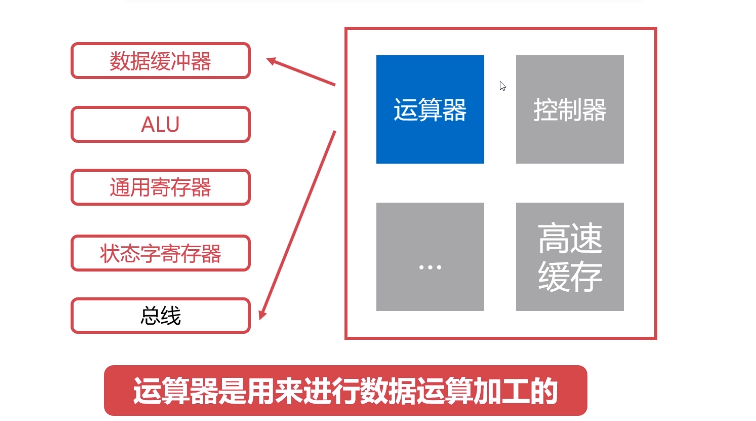 数据缓冲器
ALU
通用寄存器
状态字寄存器
总线
运算器
控制器
...
高速
缓存
运算器是用来进行数据运算加工的